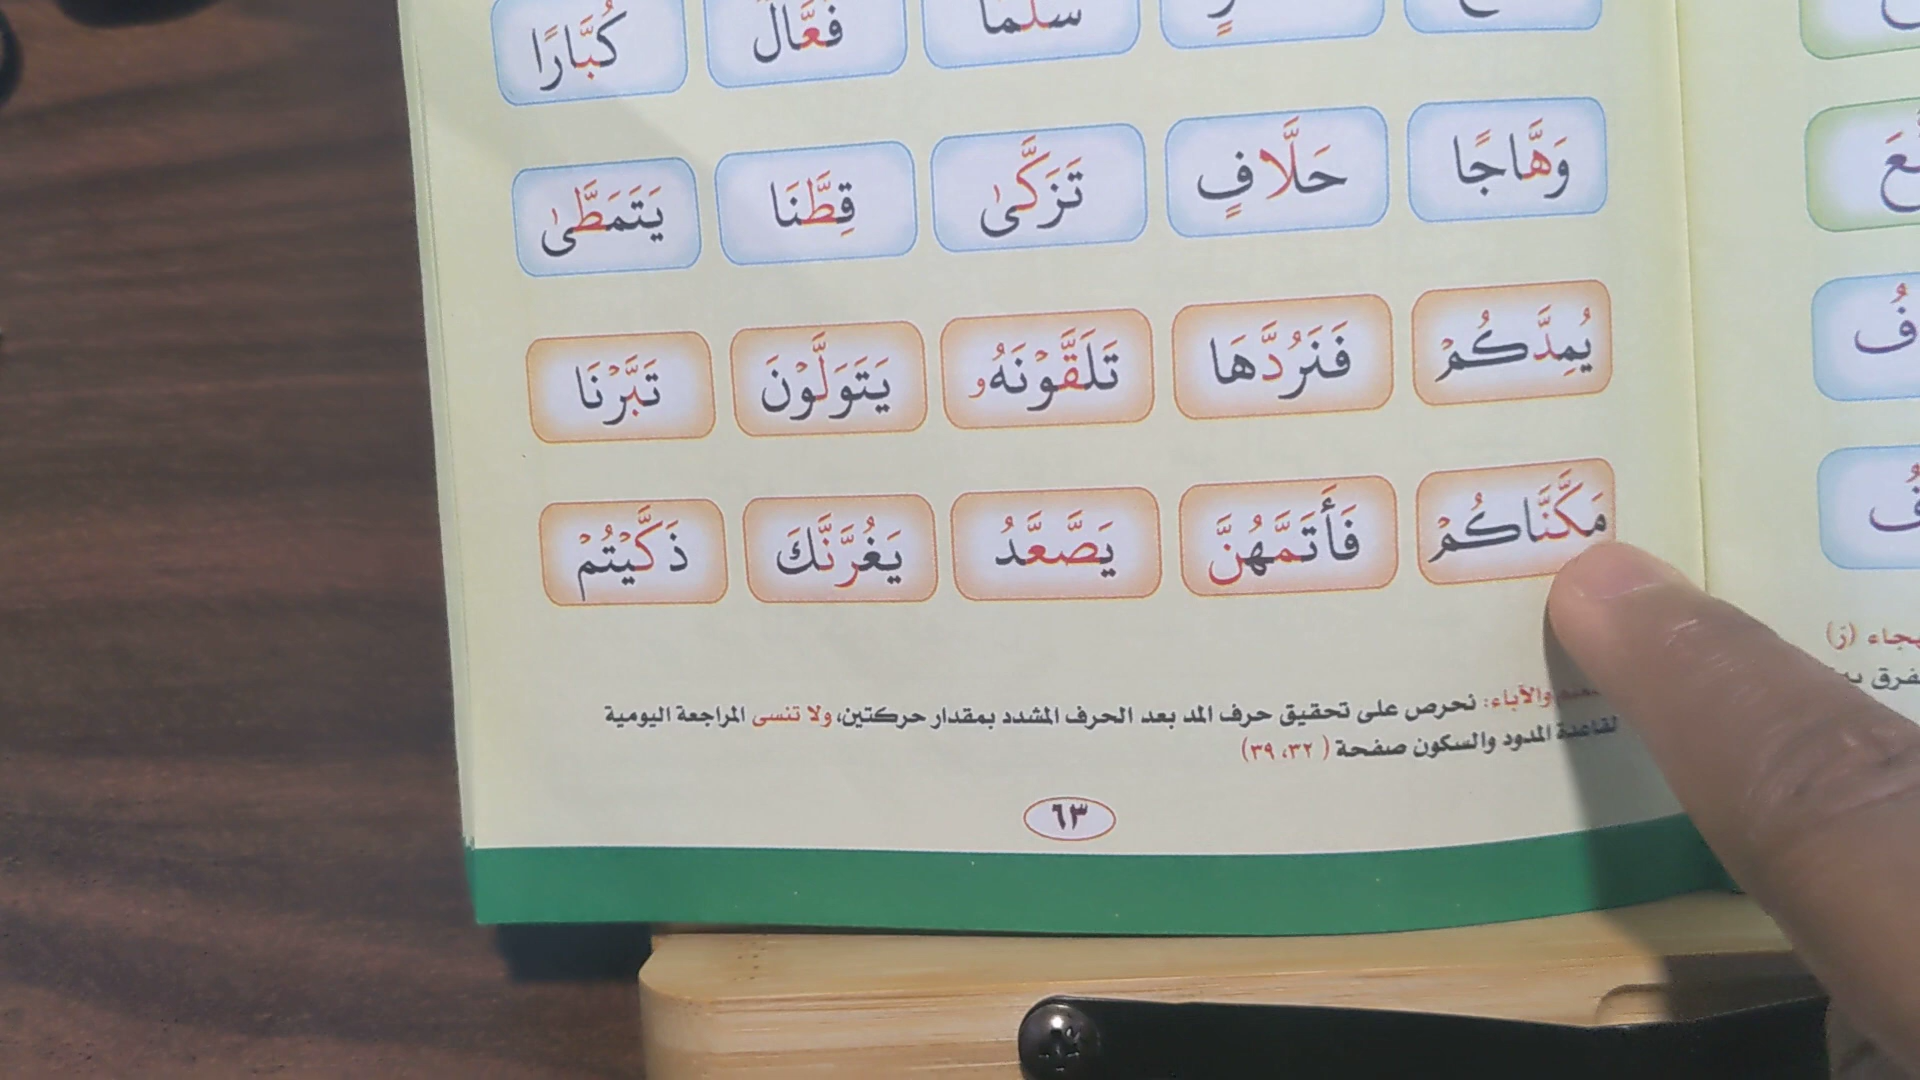 سَلَّمَا فَعَّالٌ كُبَّارًا
وَهَّاجًا حَلَّافٍ تَزَكَّىٰ قِطَّنَا يَتَمَطَّىٰ
يُمِدَّكُمْ فَنَرُدَّهَا تَلَقَّوْنَهُۥ يَتَوَلَّوْنَ تَبَّرْنَا
مَكَّنَّاكُمْ فَأَتَمَّهُنَّ يَصَّعَّدُ يَغُرَّنَّكَ ذَكَّيْتُمْ
والآباء: نحرص على تحقيق حرف المد بعد الحرف المشدد بمقدار حركتين، ولا تنسى المراجعة اليومية
لقاعدة المدود والسكون صفحة (٣٢، ٣٩)
٦٣